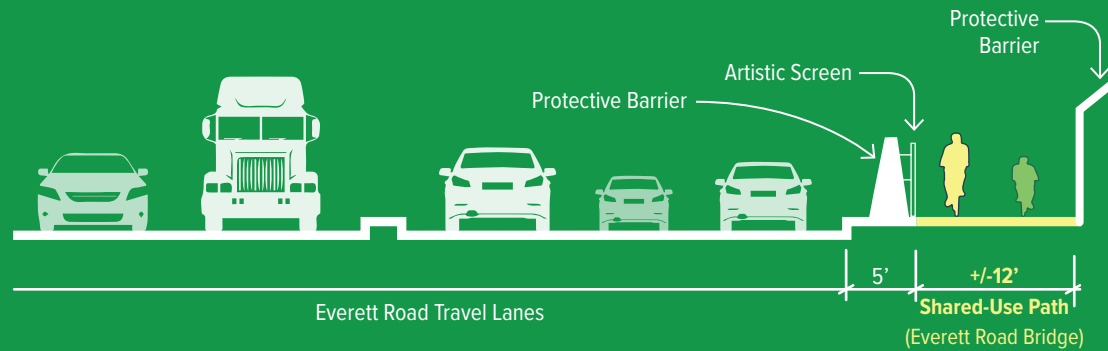 Protective
Barrier
Artistic Screen
Protective Barrier
5’
+/-12’
Everett Road Travel Lanes
Shared-Use Path
(Everett Road Bridge)